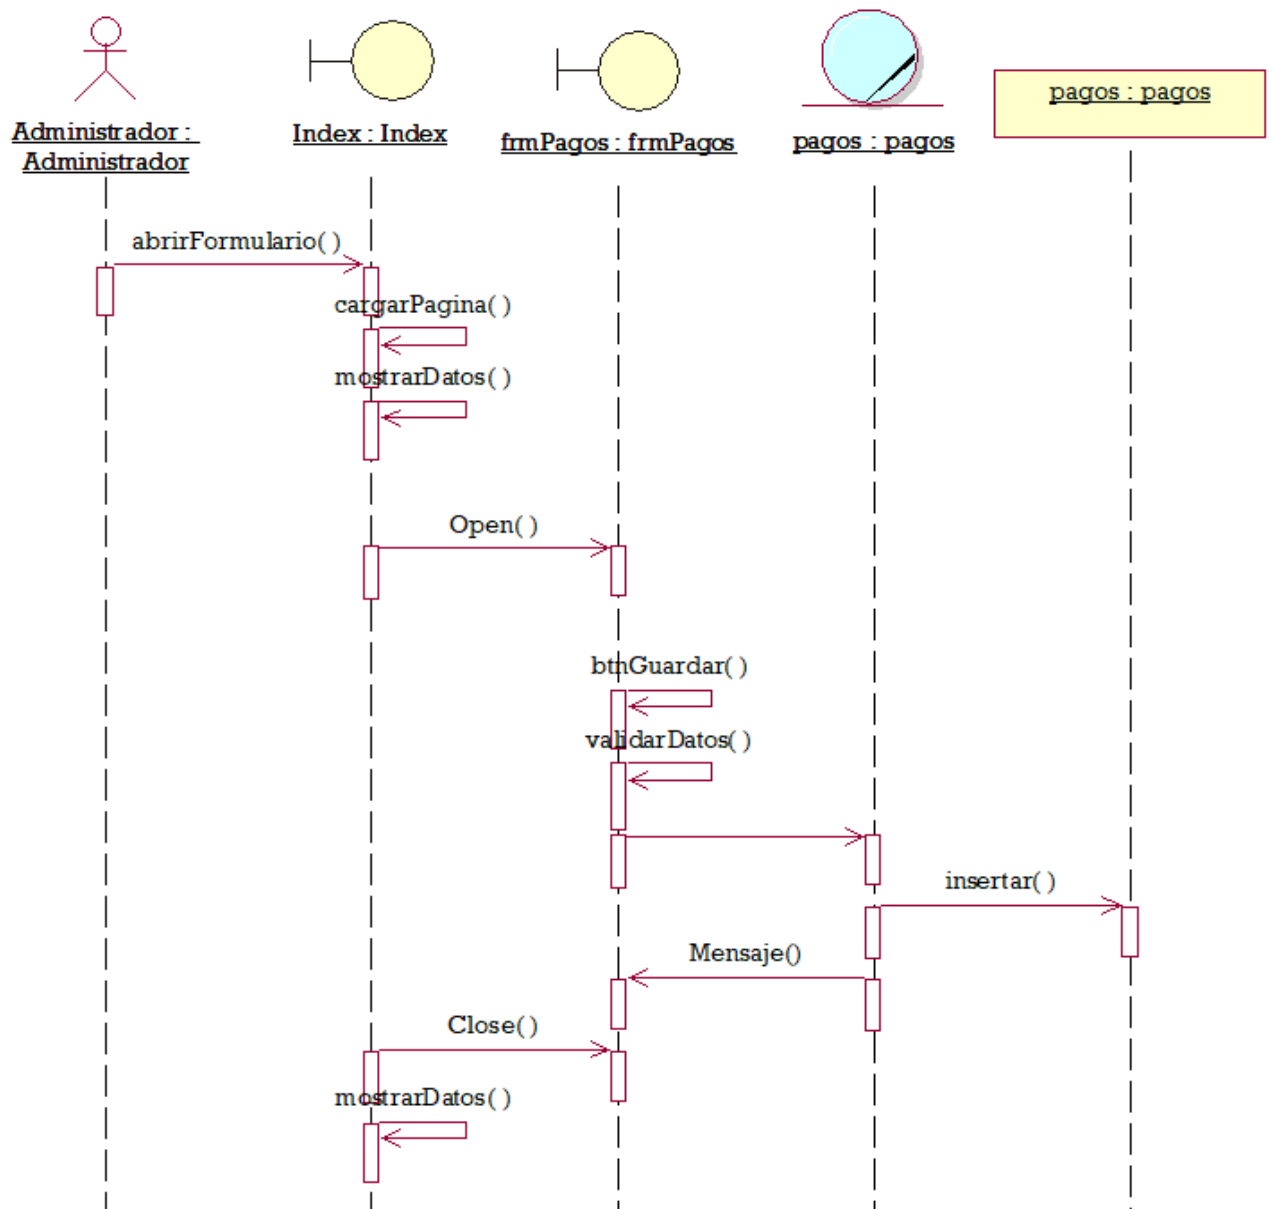 Administrador :
Administrador
Index : Index
frmPagos : frmPagos
pagos : pagos
pagos : pagos
abrirFormulario( )
cargarPagina( )
mostrarDatos( )
Open( )
btnGuardar( )
validarDatos( )
insertar( )
Mensaje()
Close( )
mostrarDatos( )